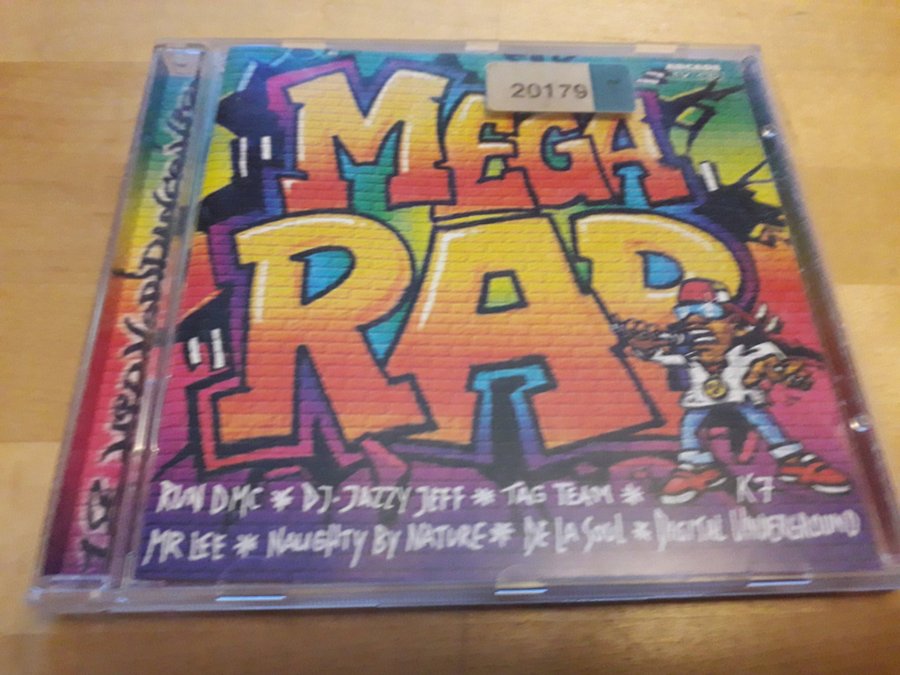 20179
MEGA
RAP
RUN DMC * DJ-JAZZY JEFF * TAG TEAM * K7
MR LEE * NAUGHTY BY NATURE * DE LA SOUL * DIGITAL UNDERGROUND